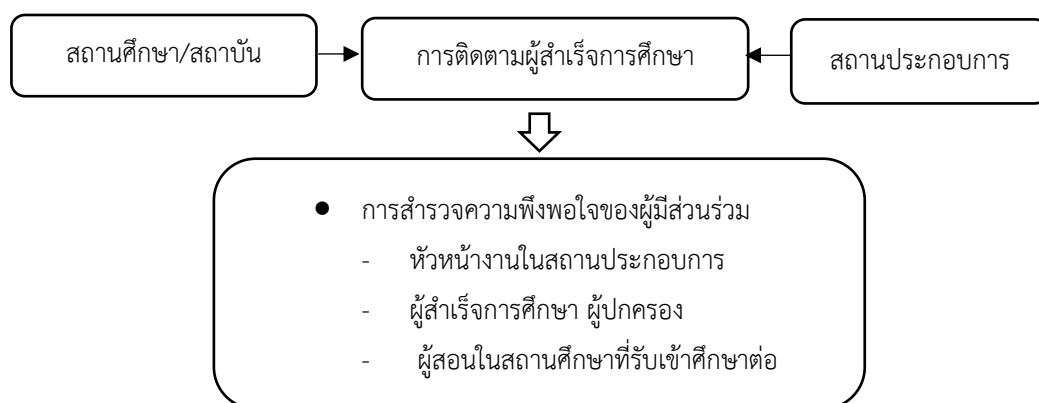 สถานศึกษา/สถาบัน
การติดตามผู้สำเร็จการศึกษา
สถานประกอบการ
● การสำรวจความพึงพอใจของผู้มีส่วนร่วม
- หัวหน้างานในสถานประกอบการ
- ผู้สำเร็จการศึกษา ผู้ปกครอง
- ผู้สอนในสถานศึกษาที่รับเข้าศึกษาต่อ